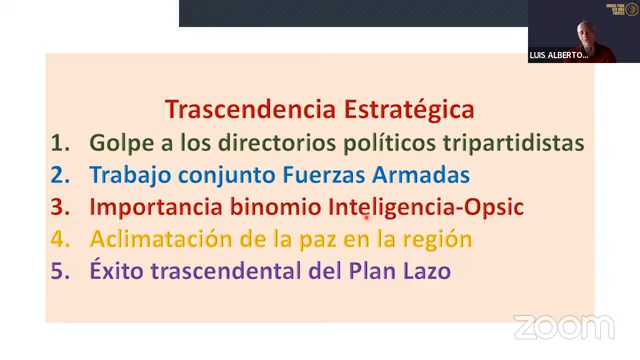 LUIS ALBERTO...
Trascendencia Estratégica
1. Golpe a los directorios políticos tripartidistas
2. Trabajo conjunto Fuerzas Armadas
3. Importancia binomio Inteligencia-Opsic
4. Aclimatación de la paz en la región
5. Éxito trascendental del Plan Lazo
zoom